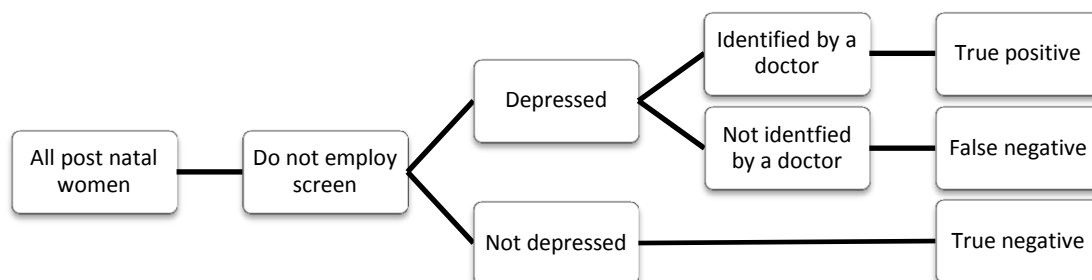 All post natal
women
Do not employ
screen
Depressed
Not depressed
Identified by a
doctor
Not identfied
by a doctor
True positive
False negative
True negative